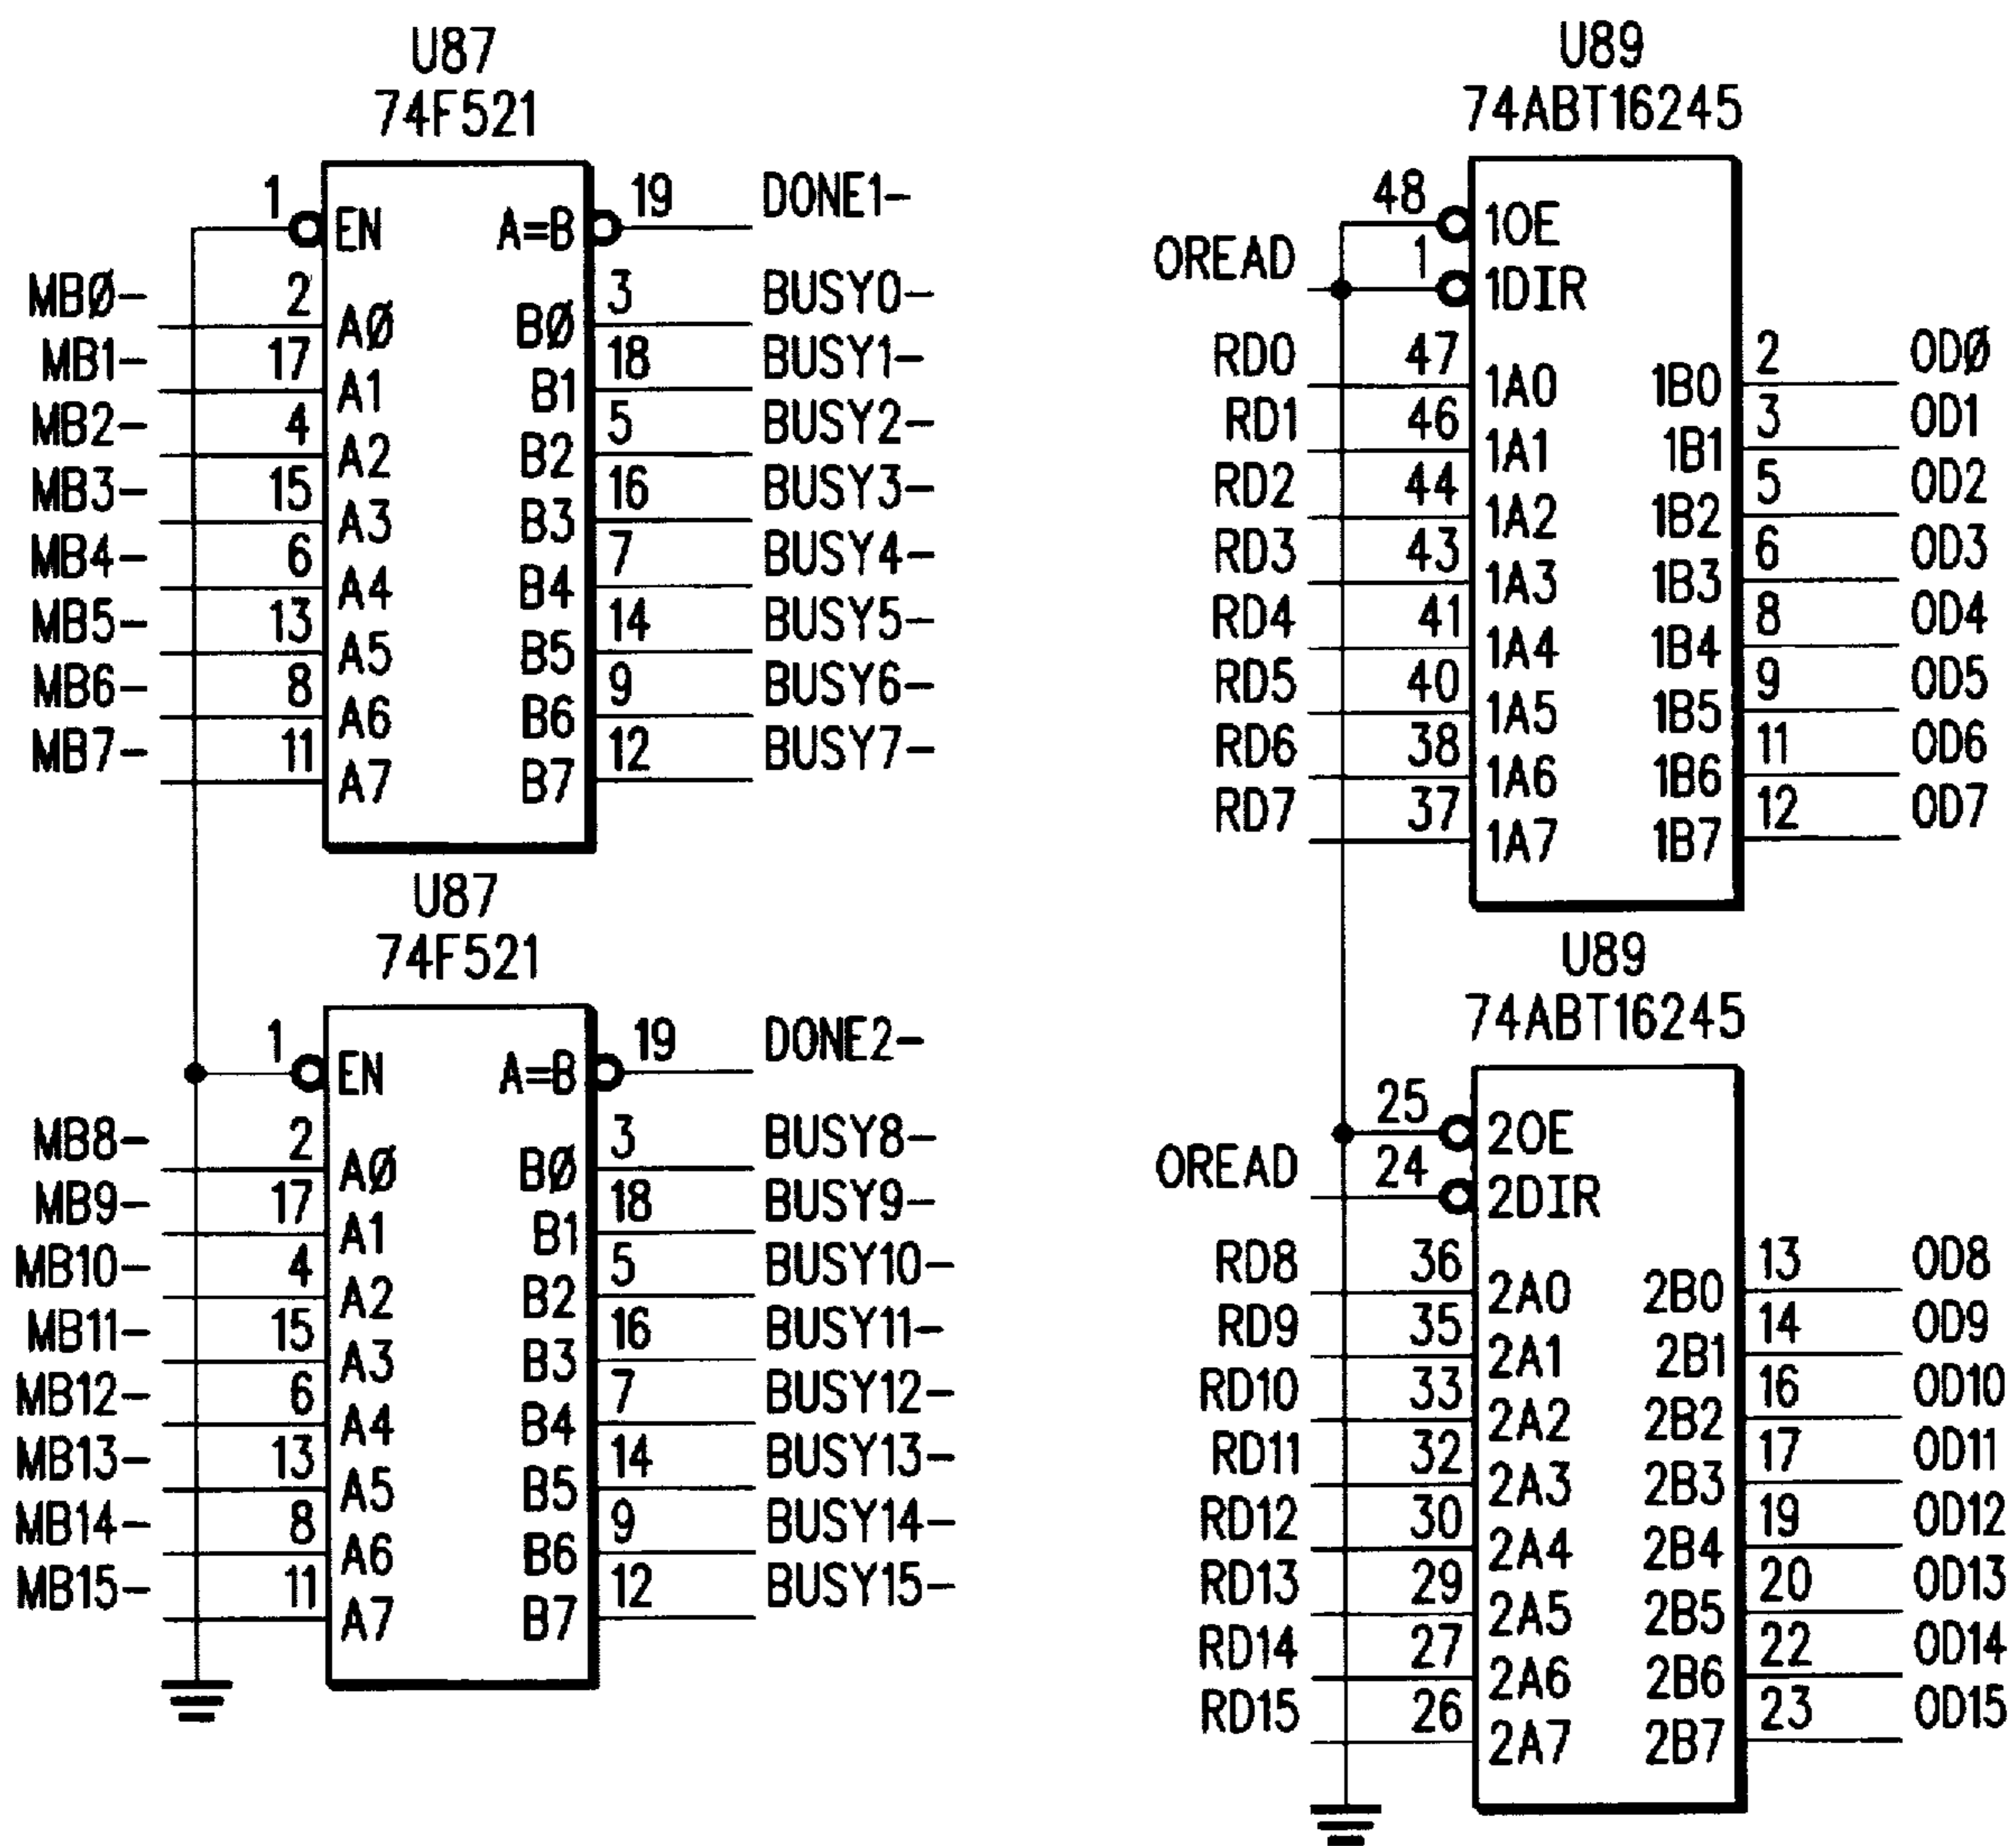 U87
74F521
1 EN A=B 19 DONE1-
MBØ- 2 AØ BØ 3 BUSY0-
MB1- 17 A1 B1 18 BUSY1-
MB2- 4 A2 B2 5 BUSY2-
MB3- 15 A3 B3 16 BUSY3-
MB4- 6 A4 B4 7 BUSY4-
MB5- 13 A5 B5 14 BUSY5-
MB6- 8 A6 B6 9 BUSY6-
MB7- 11 A7 B7 12 BUSY7-
U87
74F521
1 EN A=B 19 DONE2-
MB8- 2 AØ BØ 3 BUSY8-
MB9- 17 A1 B1 18 BUSY9-
MB10- 4 A2 B2 5 BUSY10-
MB11- 15 A3 B3 16 BUSY11-
MB12- 6 A4 B4 7 BUSY12-
MB13- 13 A5 B5 14 BUSY13-
MB14- 8 A6 B6 9 BUSY14-
MB15- 11 A7 B7 12 BUSY15-
U89
74ABT16245
48 1OE
OREAD 1 1DIR
RD0 47 1A0 1B0 2 ODØ
RD1 46 1A1 1B1 3 OD1
RD2 44 1A2 1B2 5 OD2
RD3 43 1A3 1B3 6 OD3
RD4 41 1A4 1B4 8 OD4
RD5 40 1A5 1B5 9 OD5
RD6 38 1A6 1B6 11 OD6
RD7 37 1A7 1B7 12 OD7
U89
74ABT16245
25 2OE
OREAD 24 2DIR
RD8 36 2A0 2B0 13 OD8
RD9 35 2A1 2B1 14 OD9
RD10 33 2A2 2B2 16 OD10
RD11 32 2A3 2B3 17 OD11
RD12 30 2A4 2B4 19 OD12
RD13 29 2A5 2B5 20 OD13
RD14 27 2A6 2B6 22 OD14
RD15 26 2A7 2B7 23 OD15